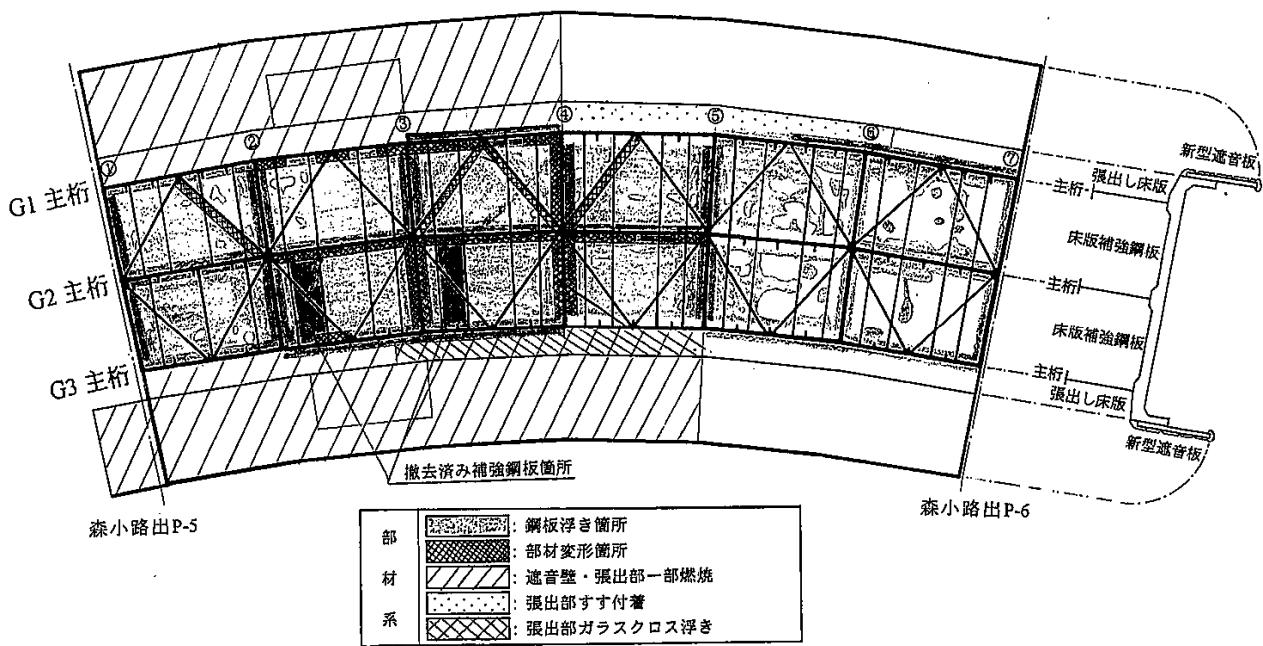 ①
②
③
④
⑤
⑥
⑦
G1 主桁
G2 主桁
G3 主桁
新型遮音板
張出し床版
主桁
床版補強鋼板
主桁
床版補強鋼板
主桁
張出し床版
新型遮音板
撤去済み補強鋼板箇所
森小路出P-5
森小路出P-6
部材系
: 鋼板浮き箇所
: 部材変形箇所
: 遮音壁・張出部一部燃焼
: 張出部すす付着
: 張出部ガラスクロス浮き